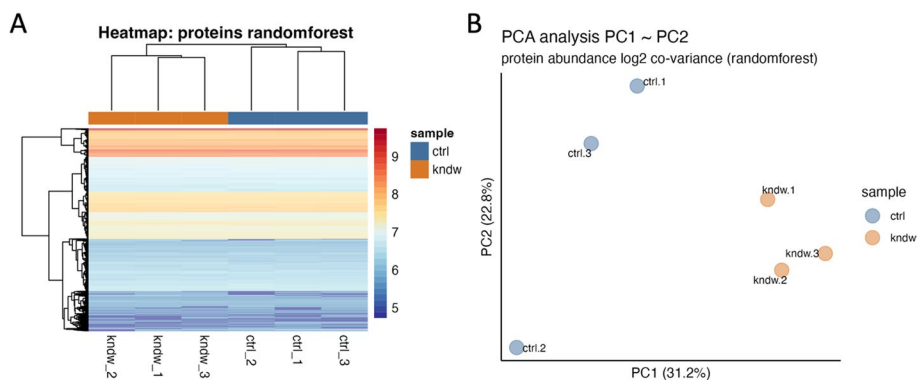 A
Heatmap: proteins randomforest
sample
ctrl
kndw
9
8
7
6
5
kndw_2
kndw_1
kndw_3
ctrl_2
ctrl_1
ctrl_3
B
PCA analysis PC1 ~ PC2
protein abundance log2 co-variance (randomforest)
PC2 (22.8%)
ctrl.1
ctrl.3
kndw.1
kndw.3
kndw.2
ctrl.2
PC1 (31.2%)
sample
ctrl
kndw